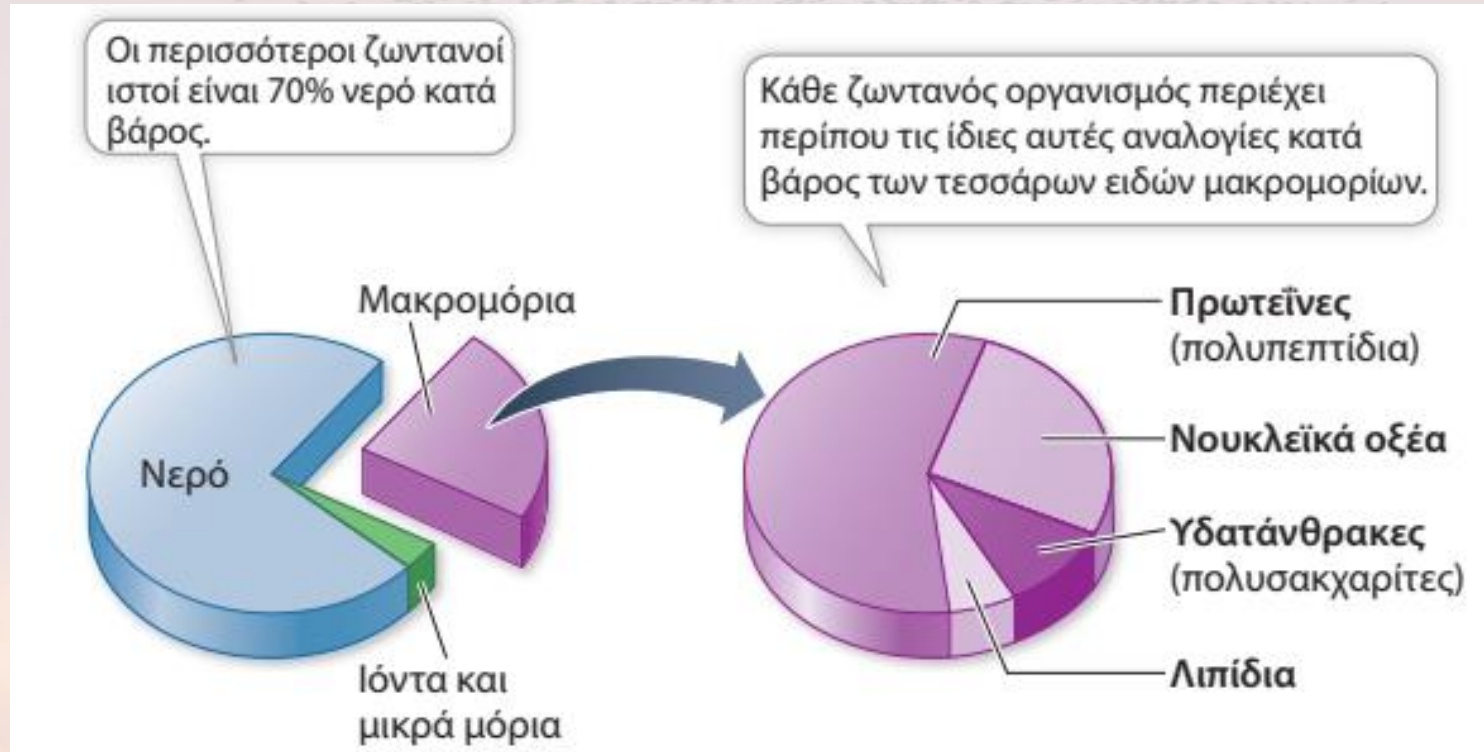 Οι περισσότεροι ζωντανοί
ιστοί είναι 70% νερό κατά
βάρος.
Κάθε ζωντανός οργανισμός περιέχει
περίπου τις ίδιες αυτές αναλογίες κατά
βάρος των τεσσάρων ειδών μακρομορίων.
Μακρομόρια
Νερό
Ιόντα και
μικρά μόρια
Πρωτεΐνες
(πολυπεπτίδια)
Νουκλεϊκά οξέα
Υδατάνθρακες
(πολυσακχαρίτες)
Λιπίδια